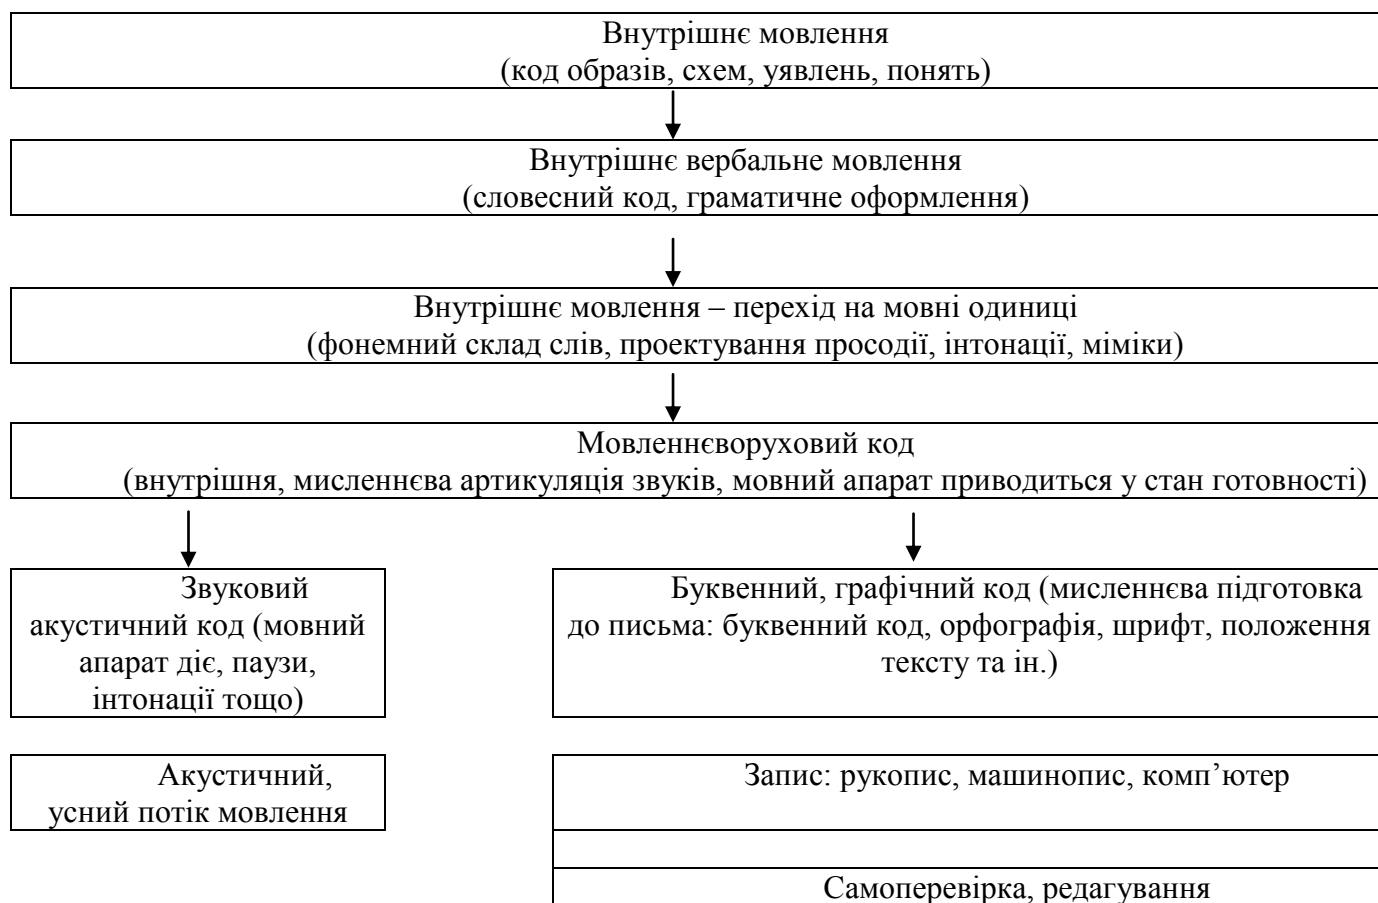 Внутрішнє мовлення
(код образів, схем, уявлень, понять)
Внутрішнє вербальне мовлення
(словесний код, граматичне оформлення)
Внутрішнє мовлення – перехід на мовні одиниці
(фонемний склад слів, проектування просодії, інтонації, міміки)
Мовленнєворуховий код
(внутрішня, мисленнєва артикуляція звуків, мовний апарат приводиться у стан готовності)
Звуковий
акустичний код (мовний
апарат діє, паузи,
інтонації тощо)
Буквенний, графічний код (мисленнєва підготовка
до письма: буквенний код, орфографія, шрифт, положення
тексту та ін.)
Акустичний,
усний потік мовлення
Запис: рукопис, машинопис, комп’ютер
Самоперевірка, редагування